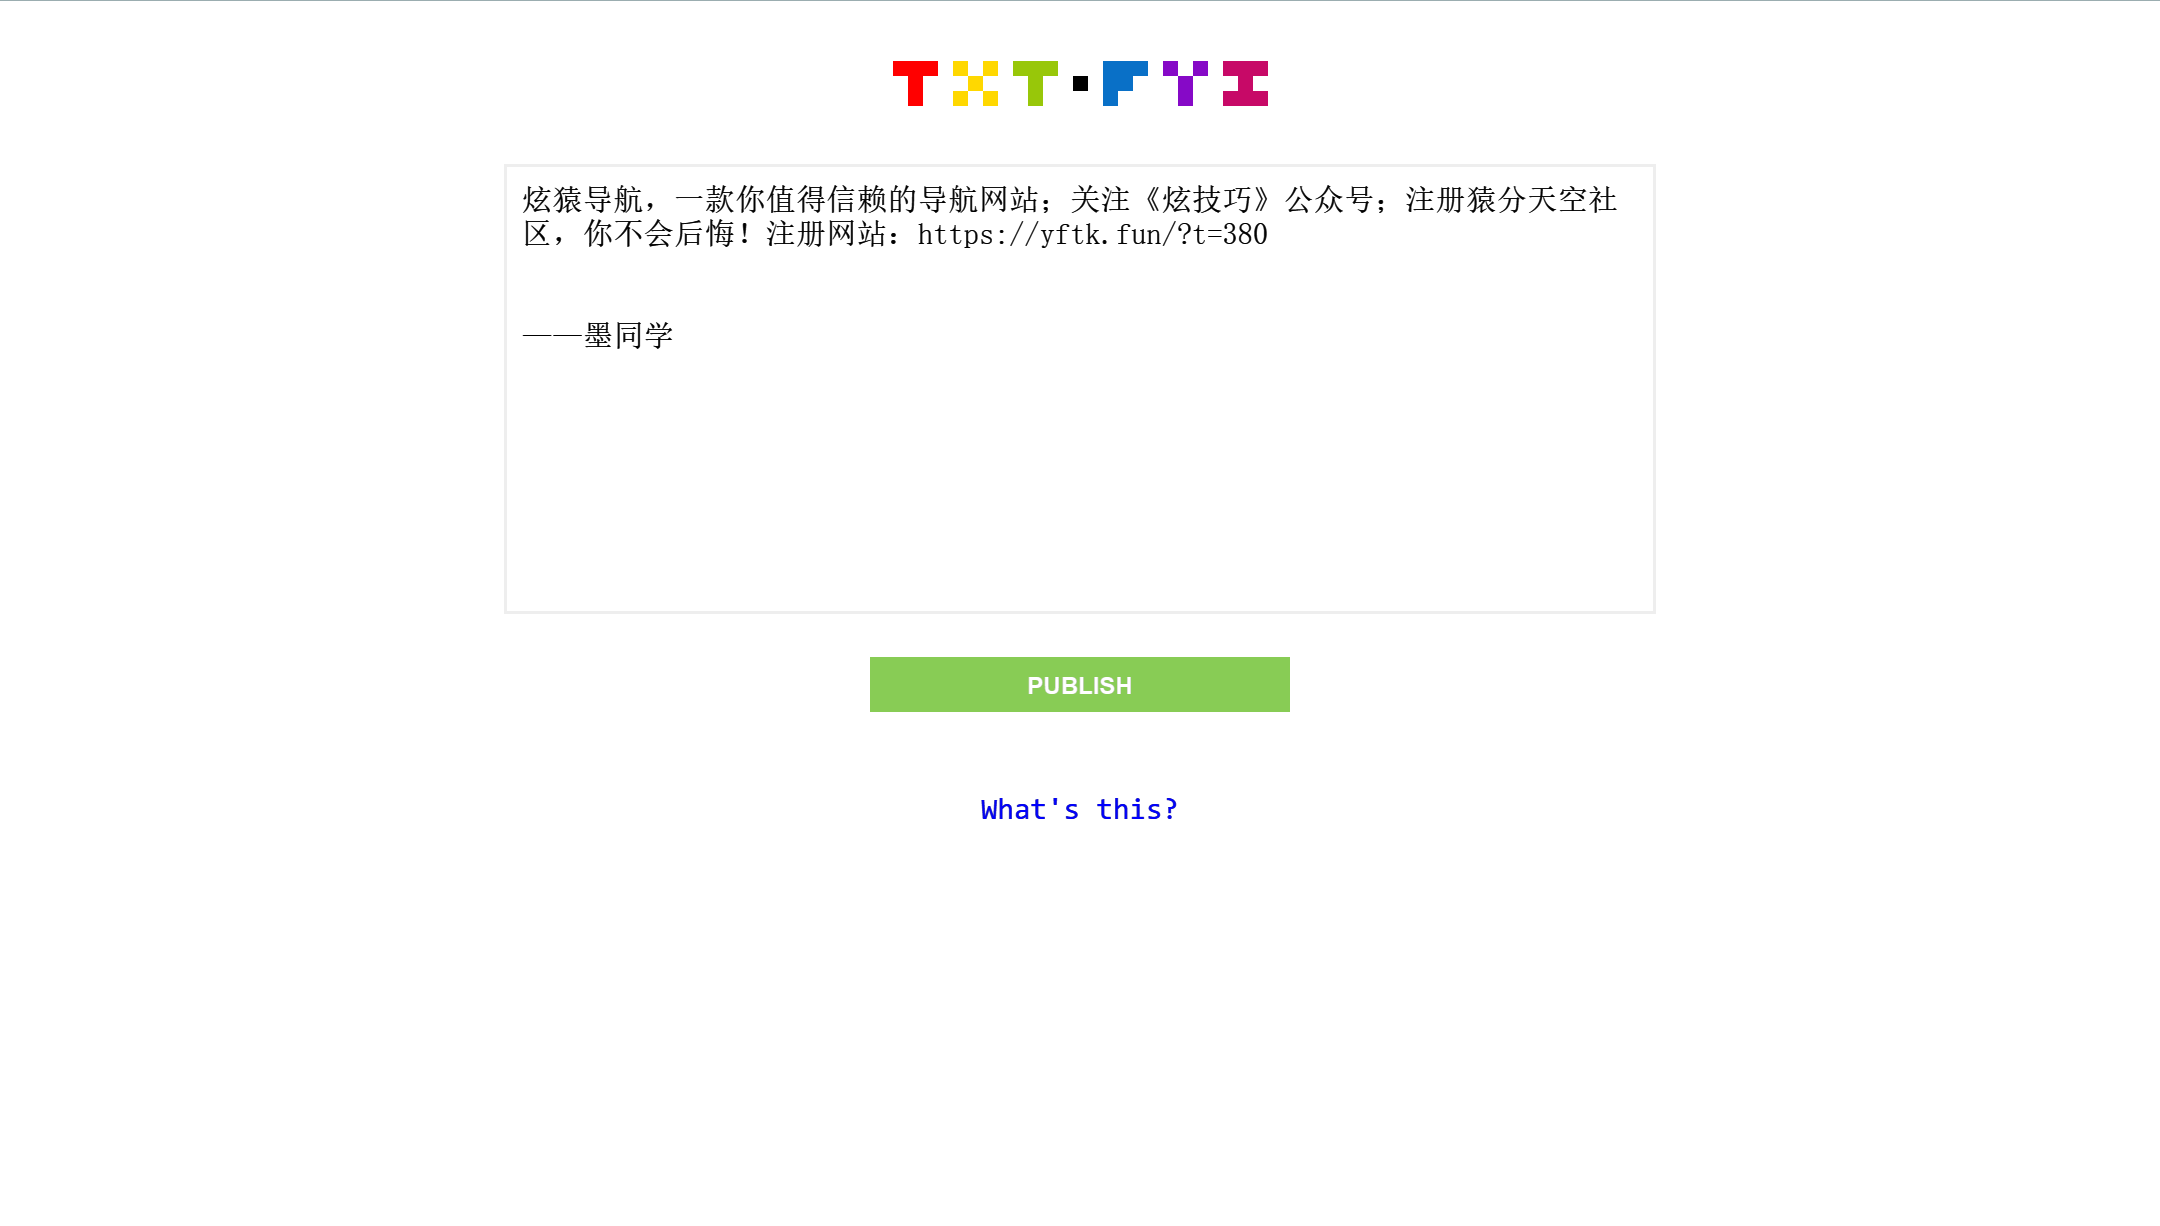 TXT.FYI
炫猿导航，一款你值得信赖的导航网站；关注《炫技巧》公众号；注册猿分天空社
区，你不会后悔！注册网站：https://yftk.fun/?t=380
——墨同学
PUBLISH
What's this?